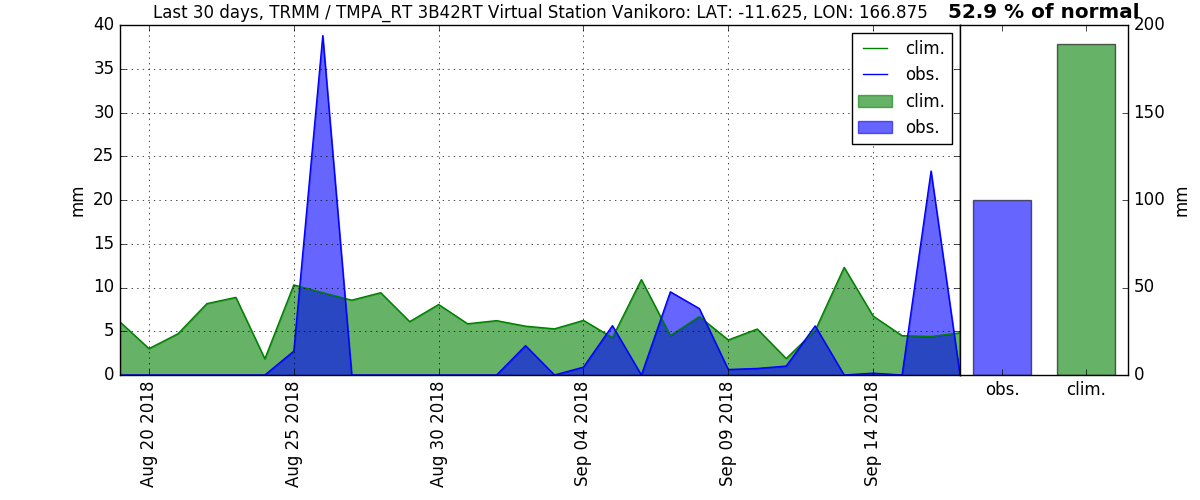 Last 30 days, TRMM / TMPA_RT 3B42RT Virtual Station Vanikoro: LAT: -11.625, LON: 166.875
52.9 % of normal
40
35
30
25
20
15
10
5
0
mm
clim.
obs.
clim.
obs.
200
150
100
50
0
mm
Aug 20 2018
Aug 25 2018
Aug 30 2018
Sep 04 2018
Sep 09 2018
Sep 14 2018
obs.
clim.